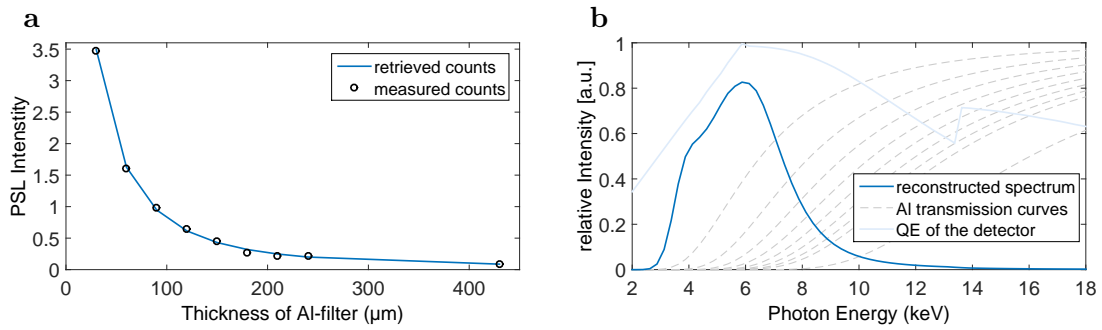 a
PSL Intenstity
3.5
3
2.5
2
1.5
1
0.5
0
0
100
200
300
400
Thickness of Al-filter (µm)
retrieved counts
measured counts
b
relative Intensity [a.u.]
1
0.8
0.6
0.4
0.2
0
2
4
6
8
10
12
14
16
18
Photon Energy (keV)
reconstructed spectrum
Al transmission curves
QE of the detector